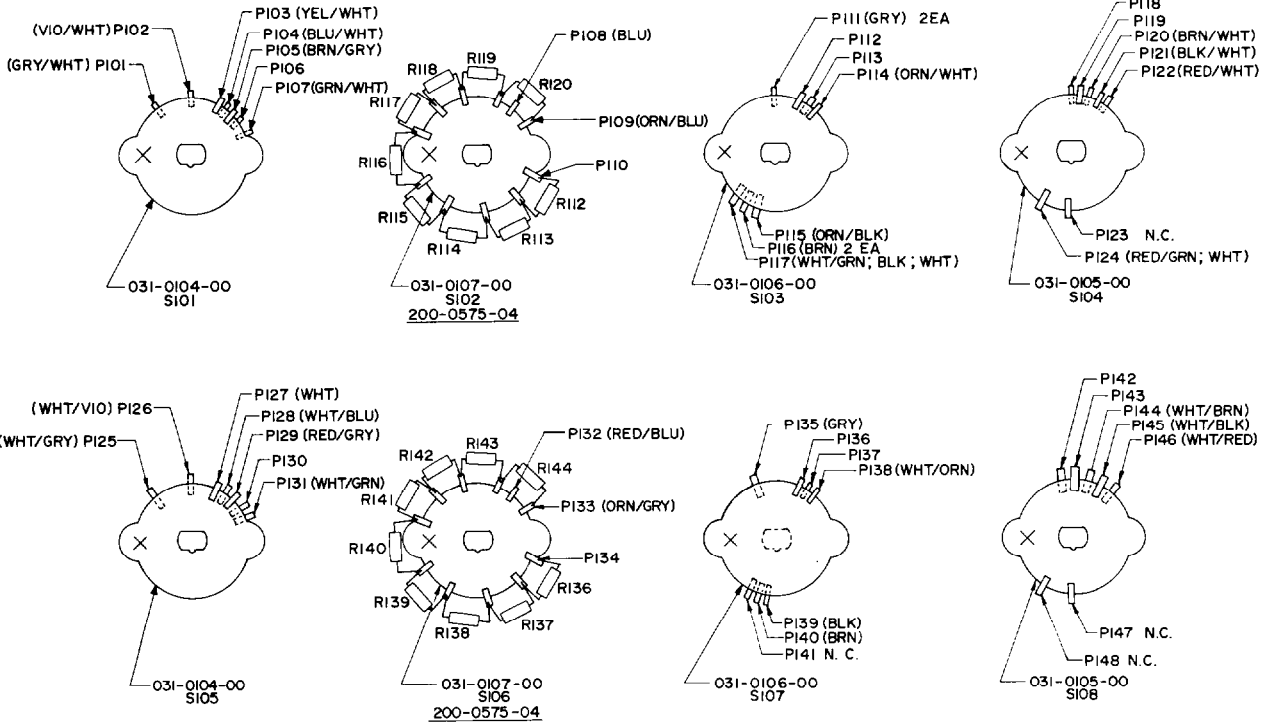 P103 (YEL/WHT)
(VIO/WHT) P102
P104 (BLU/WHT)
P105 (BRN/GRY)
(GRY/WHT) P101
P106
P107 (GRN/WHT)
031-0104-00
S101
P108 (BLU)
R119
R118
R120
R117
P109 (ORN/BLU)
R116
P110
R115
R112
R114
R113
031-0107-00
S102
200-0575-04
P111 (GRY) 2EA
P112
P113
P114 (ORN/WHT)
P115 (ORN/BLK)
P116 (BRN) 2 EA
P117 (WHT/GRN; BLK; WHT)
031-0106-00
S103
P118
P119
P120 (BRN/WHT)
P121 (BLK/WHT)
P122 (RED/WHT)
P123 N.C.
P124 (RED/GRN; WHT)
031-0105-00
S104
P127 (WHT)
(WHT/VIO) P126
P128 (WHT/BLU)
(WHT/GRY) P125
P129 (RED/GRY)
P130
P131 (WHT/GRN)
031-0104-00
S105
R143
P132 (RED/BLU)
R142
R144
R141
P133 (ORN/GRY)
R140
P134
R139
R136
R138
R137
031-0107-00
S106
200-0575-04
P135 (GRY)
P136
P137
P138 (WHT/ORN)
P139 (BLK)
P140 (BRN)
P141 N. C.
031-0106-00
S107
P142
P143
P144 (WHT/BRN)
P145 (WHT/BLK)
P146 (WHT/RED)
P147 N.C.
P148 N.C.
031-0105-00
S108